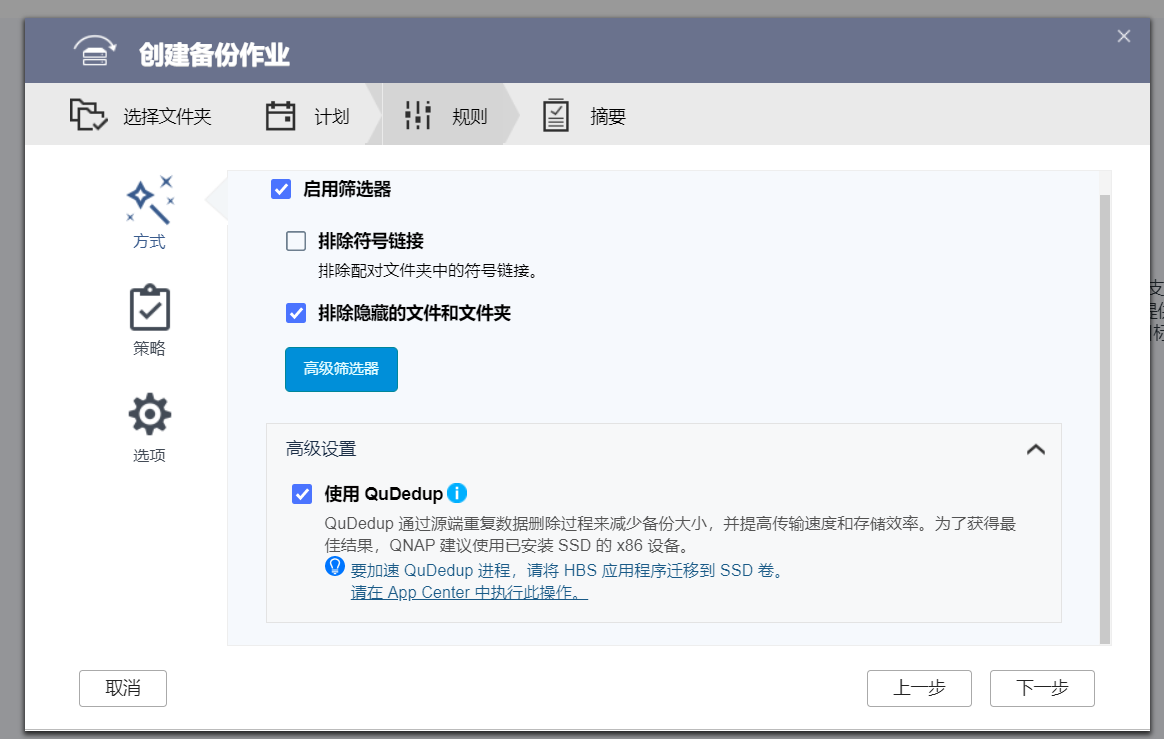 创建备份作业
选择文件夹
计划
规则
摘要
方式
策略
选项
启用筛选器
排除符号链接
排除配对文件夹中的符号链接。
排除隐藏的文件和文件夹
高级筛选器
高级设置
使用 QuDedup
QuDedup 通过源端重复数据删除过程来减少备份大小，并提高传输速度和存储效率。为了获得最
佳结果，QNAP 建议使用已安装 SSD 的 x86 设备。
要加速 QuDedup 进程，请将 HBS 应用程序迁移到 SSD 卷。
请在 App Center 中执行此操作。
取消
上一步
下一步
支